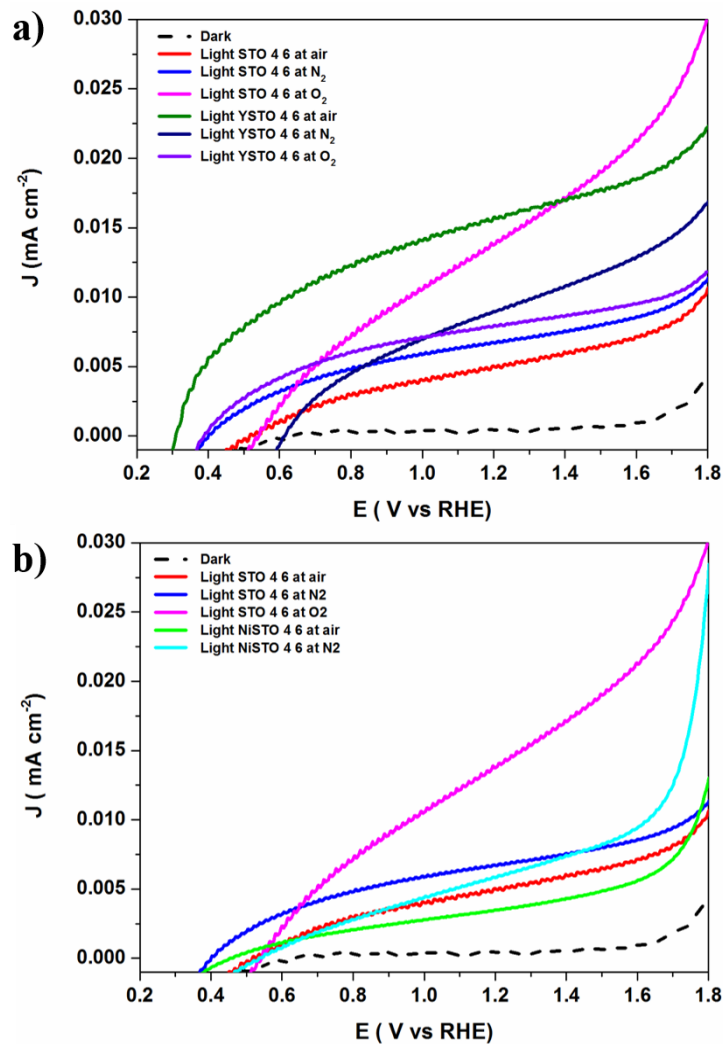 a)
0.030
0.025
0.020
0.015
0.010
0.005
0.000
J (mA cm-2)
Dark
Light STO 4 6 at air
Light STO 4 6 at N2
Light STO 4 6 at O2
Light YSTO 4 6 at air
Light YSTO 4 6 at N2
Light YSTO 4 6 at O2
0.2 0.4 0.6 0.8 1.0 1.2 1.4 1.6 1.8
E ( V vs RHE)
b)
0.030
0.025
0.020
0.015
0.010
0.005
0.000
J ( mA cm-2)
Dark
Light STO 4 6 at air
Light STO 4 6 at N2
Light STO 4 6 at O2
Light NiSTO 4 6 at air
Light NiSTO 4 6 at N2
0.2 0.4 0.6 0.8 1.0 1.2 1.4 1.6 1.8
E ( V vs RHE)